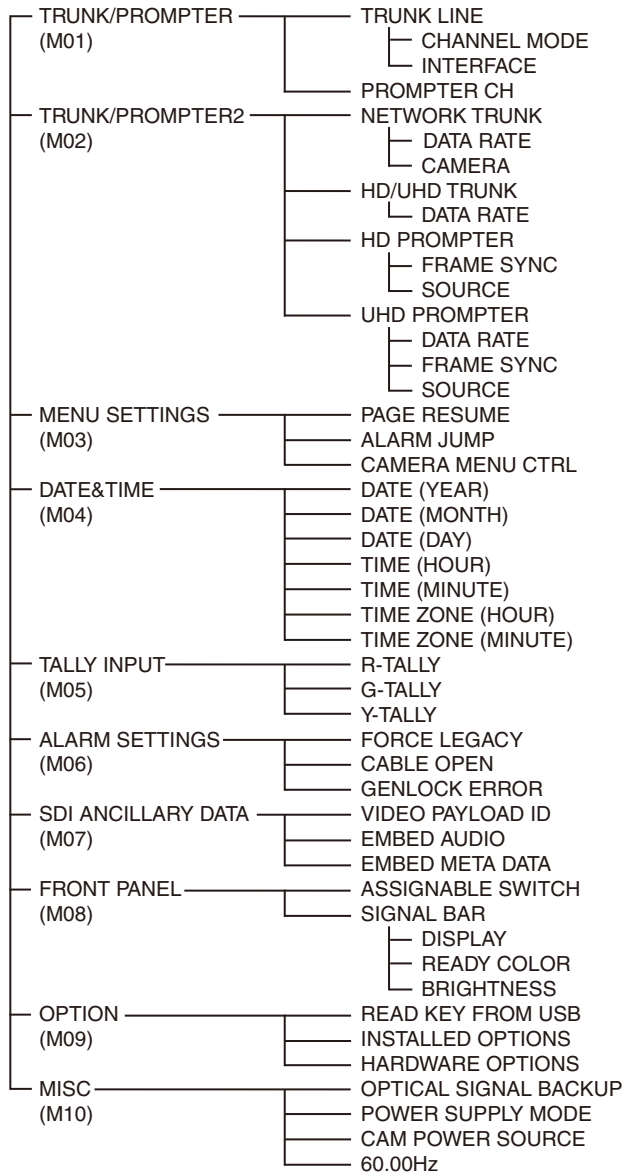 TRUNK/PROMPTER
(M01)
TRUNK LINE
CHANNEL MODE
INTERFACE
PROMPTER CH
TRUNK/PROMPTER2
(M02)
NETWORK TRUNK
DATA RATE
CAMERA
HD/UHD TRUNK
DATA RATE
HD PROMPTER
FRAME SYNC
SOURCE
UHD PROMPTER
DATA RATE
FRAME SYNC
SOURCE
MENU SETTINGS
(M03)
PAGE RESUME
ALARM JUMP
CAMERA MENU CTRL
DATE&TIME
(M04)
DATE (YEAR)
DATE (MONTH)
DATE (DAY)
TIME (HOUR)
TIME (MINUTE)
TIME ZONE (HOUR)
TIME ZONE (MINUTE)
TALLY INPUT
(M05)
R-TALLY
G-TALLY
Y-TALLY
ALARM SETTINGS
(M06)
FORCE LEGACY
CABLE OPEN
GENLOCK ERROR
SDI ANCILLARY DATA
(M07)
VIDEO PAYLOAD ID
EMBED AUDIO
EMBED META DATA
FRONT PANEL
(M08)
ASSIGNABLE SWITCH
SIGNAL BAR
DISPLAY
READY COLOR
BRIGHTNESS
OPTION
(M09)
READ KEY FROM USB
INSTALLED OPTIONS
HARDWARE OPTIONS
MISC
(M10)
OPTICAL SIGNAL BACKUP
POWER SUPPLY MODE
CAM POWER SOURCE
60.00Hz